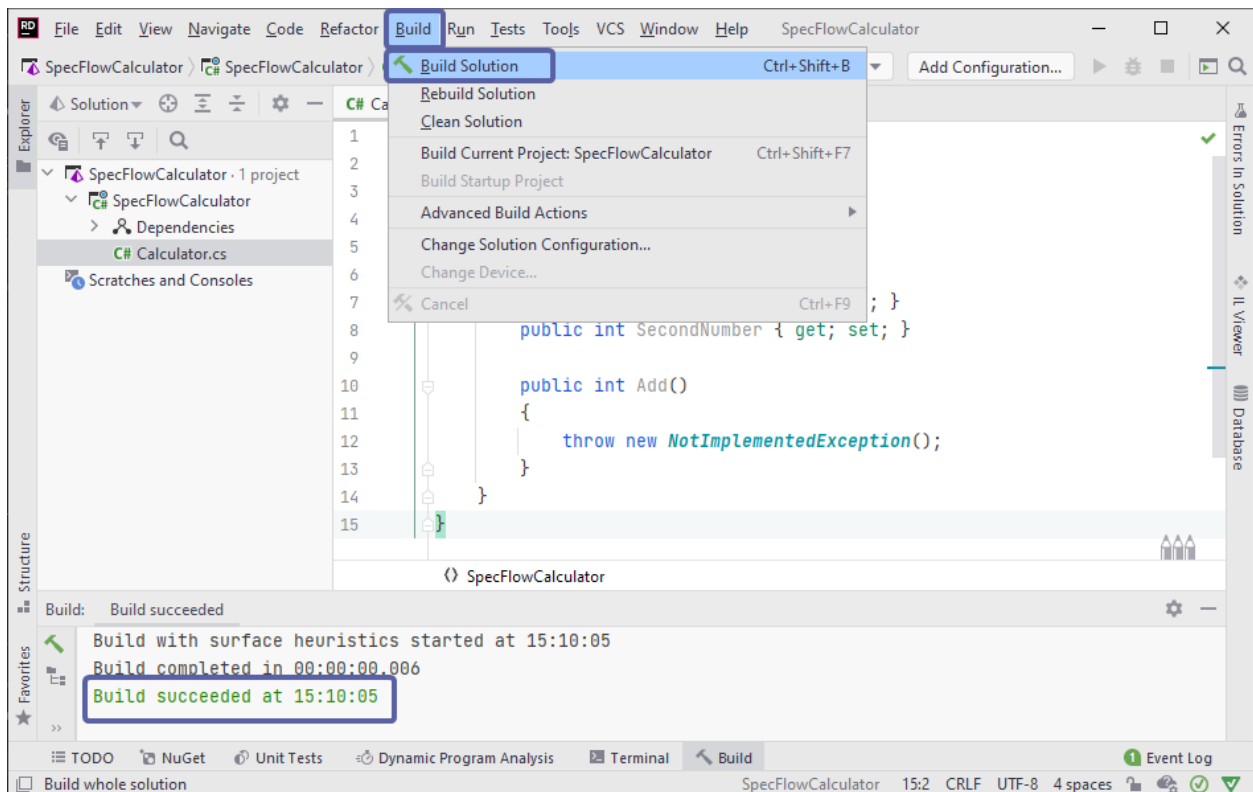 RD File Edit View Navigate Code Refactor Build Run Tests Tools VCS Window Help SpecFlowCalculator
SpecFlowCalculator C# SpecFlowCalculator Add Configuration...
Build Solution Ctrl+Shift+B
Rebuild Solution
Clean Solution
Build Current Project: SpecFlowCalculator Ctrl+Shift+F7
Build Startup Project
Advanced Build Actions
Change Solution Configuration...
Change Device...
Cancel Ctrl+F9
Explorer
Solution
SpecFlowCalculator · 1 project
C# SpecFlowCalculator
Dependencies
C# Calculator.cs
Scratches and Consoles
Structure
Favorites
C# Ca
1
2
3
4
5
6
7 ; }
8 public int SecondNumber { get; set; }
9
10 public int Add()
11 {
12 throw new NotImplementedException();
13 }
14 }
15 }
SpecFlowCalculator
Errors In Solution
IL Viewer
Database
Build: Build succeeded
Build with surface heuristics started at 15:10:05
Build completed in 00:00:00.006
Build succeeded at 15:10:05
TODO NuGet Unit Tests Dynamic Program Analysis Terminal Build 1 Event Log
Build whole solution SpecFlowCalculator 15:2 CRLF UTF-8 4 spaces